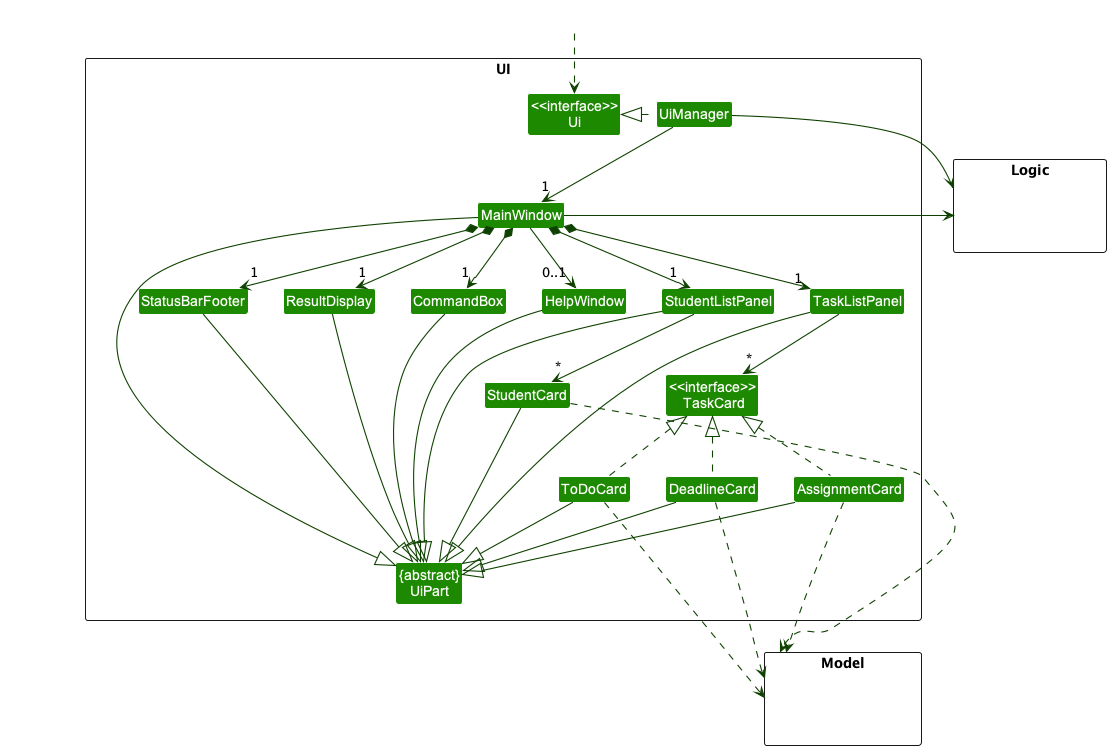 UI
<<interface>>
Ui
UiManager
Logic
1
MainWindow
1
1
1
0..1
1
1
StatusBarFooter
ResultDisplay
CommandBox
HelpWindow
StudentListPanel
TaskListPanel
*
*
StudentCard
<<interface>>
TaskCard
ToDoCard
DeadlineCard
AssignmentCard
{abstract}
UiPart
Model